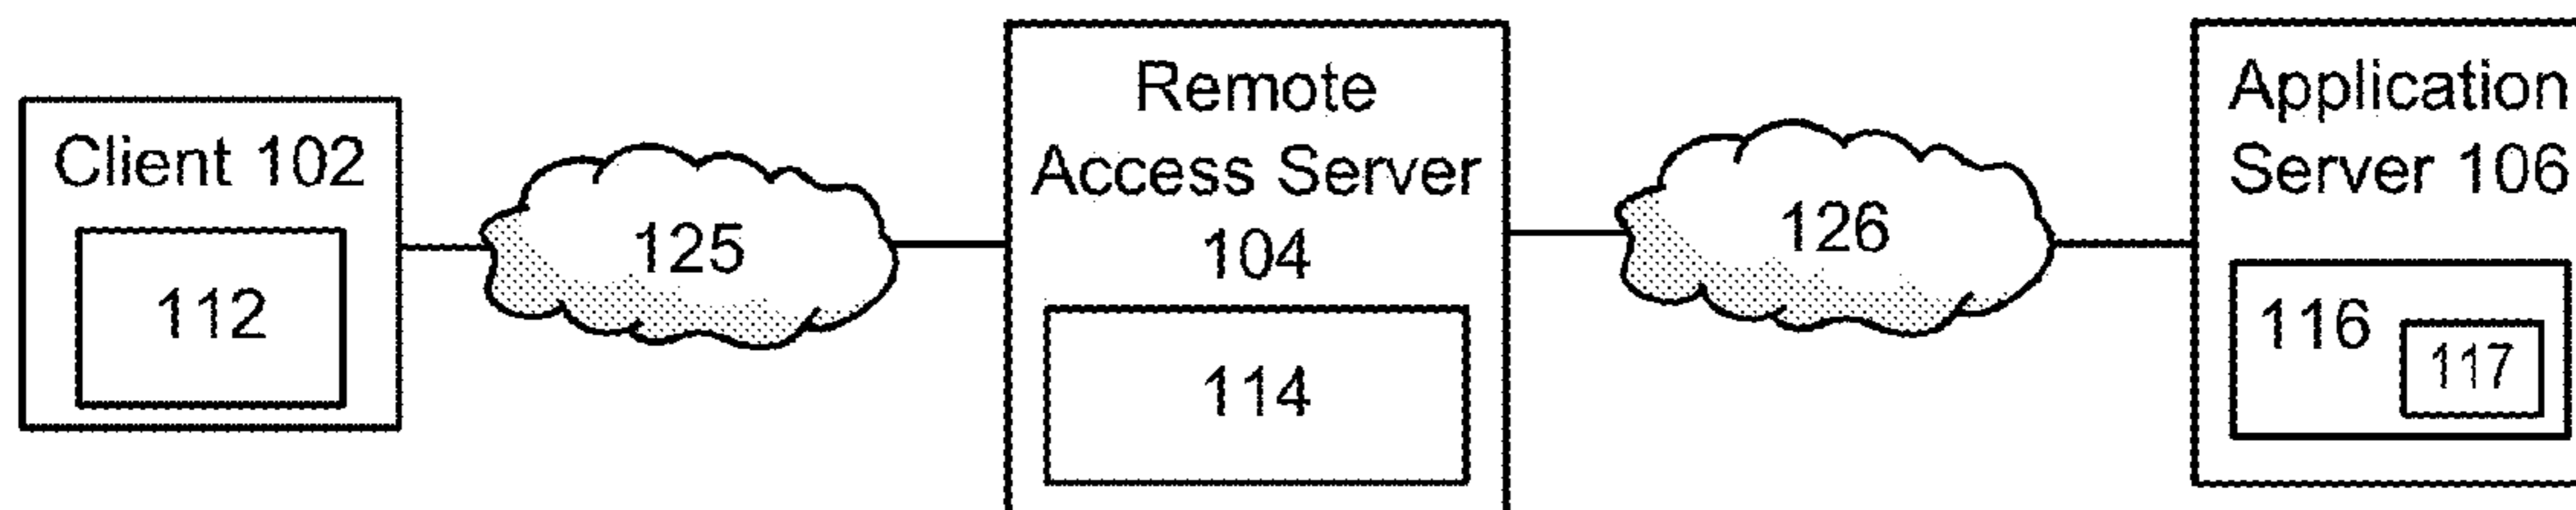 Client 102
112
125
Remote
Access Server
104
114
126
Application
Server 106
116
117